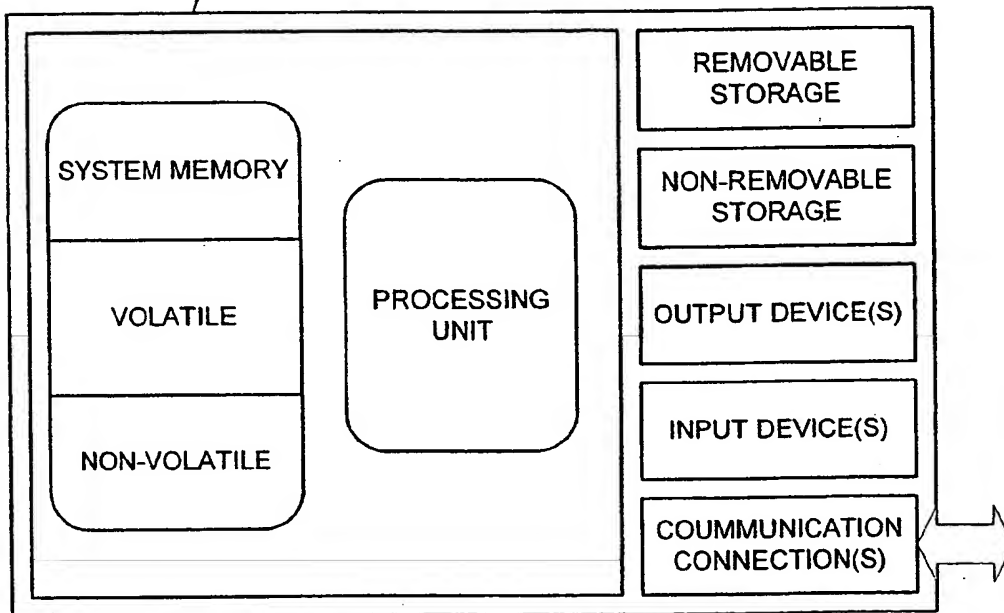 SYSTEM MEMORY
VOLATILE
NON-VOLATILE
PROCESSING
UNIT
REMOVABLE
STORAGE
NON-REMOVABLE
STORAGE
OUTPUT DEVICE(S)
INPUT DEVICE(S)
COUMMUNICATION
CONNECTION(S)